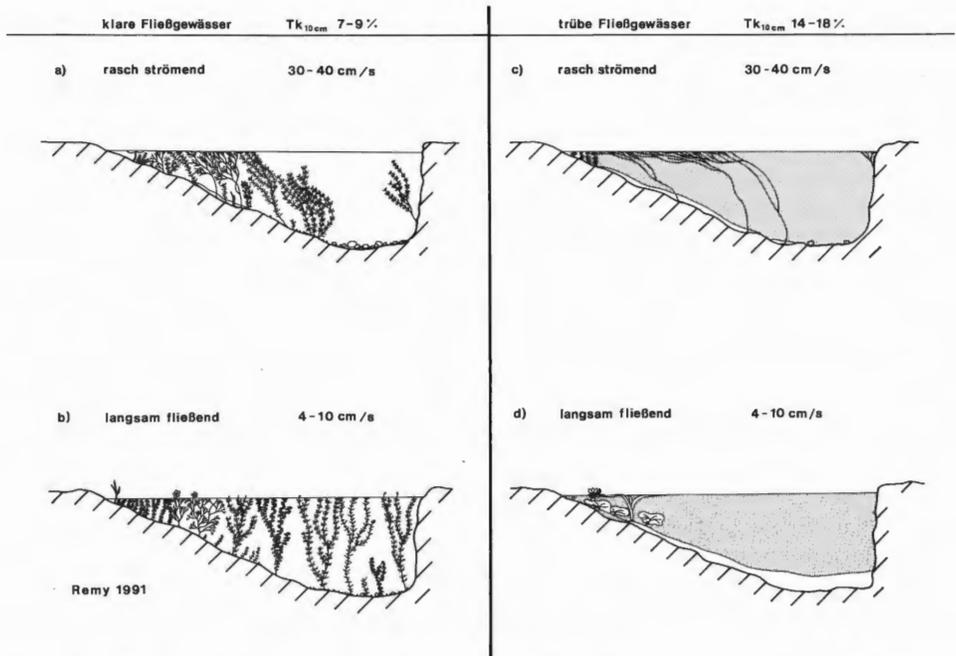 klare Fließgewässer Tk10cm 7-9 %
trübe Fließgewässer Tk10cm 14-18 %
a) rasch strömend 30-40 cm/s
c) rasch strömend 30-40 cm/s
b) langsam fließend 4-10 cm/s
d) langsam fließend 4-10 cm/s
Remy 1991